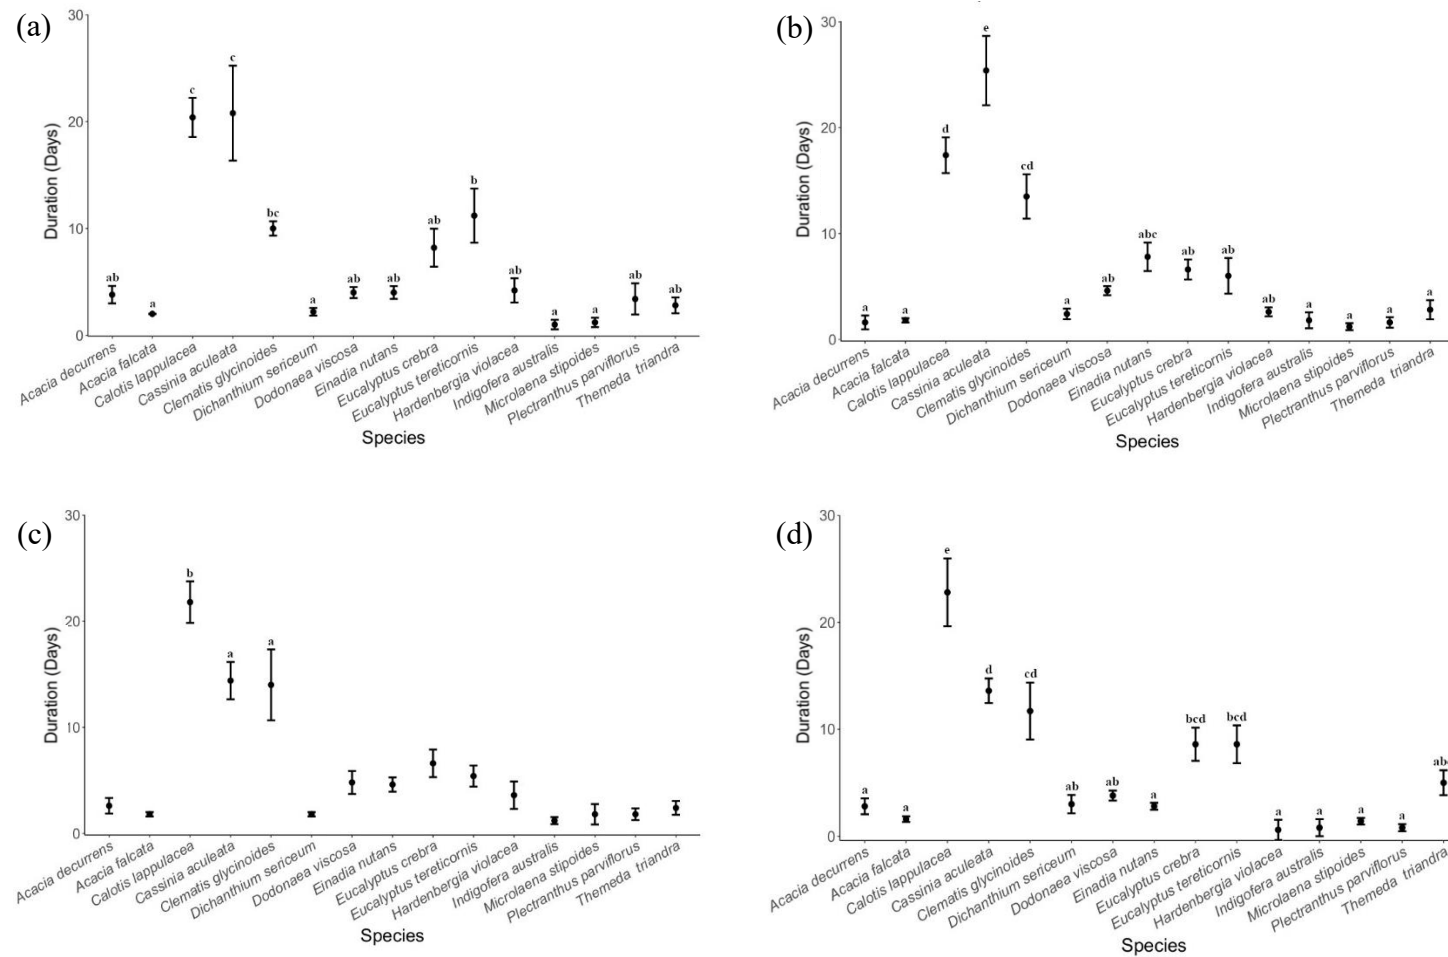 (a)
30
20
10
0
Duration (Days)
ab
a
c
c
bc
a
ab
ab
ab
b
ab
a
a
ab
ab
Acacia decurrens
Acacia falcata
Calotis lappulacea
Cassinia aculeata
Clematis glycinoides
Dichanthium sericeum
Dodonaea viscosa
Einadia nutans
Eucalyptus crebra
Eucalyptus tereticornis
Hardenbergia violacea
Indigofera australis
Microlaena stipoides
Plectranthus parviflorus
Themeda triandra
Species
(b)
30
20
10
0
Duration (Days)
a
a
d
e
cd
a
ab
abc
ab
ab
ab
a
a
a
a
Acacia decurrens
Acacia falcata
Calotis lappulacea
Cassinia aculeata
Clematis glycinoides
Dichanthium sericeum
Dodonaea viscosa
Einadia nutans
Eucalyptus crebra
Eucalyptus tereticornis
Hardenbergia violacea
Indigofera australis
Microlaena stipoides
Plectranthus parviflorus
Themeda triandra
Species
(c)
30
20
10
0
Duration (Days)
b
a
a
Acacia decurrens
Acacia falcata
Calotis lappulacea
Cassinia aculeata
Clematis glycinoides
Dichanthium sericeum
Dodonaea viscosa
Einadia nutans
Eucalyptus crebra
Eucalyptus tereticornis
Hardenbergia violacea
Indigofera australis
Microlaena stipoides
Plectranthus parviflorus
Themeda triandra
Species
(d)
30
20
10
0
Duration (Days)
a
a
e
d
cd
ab
ab
a
bcd
bcd
a
a
a
a
Acacia decurrens
Acacia falcata
Calotis lappulacea
Cassinia aculeata
Clematis glycinoides
Dichanthium sericeum
Dodonaea viscosa
Einadia nutans
Eucalyptus crebra
Eucalyptus tereticornis
Hardenbergia violacea
Indigofera australis
Microlaena stipoides
Plectranthus parviflorus
Themeda triandra
Species